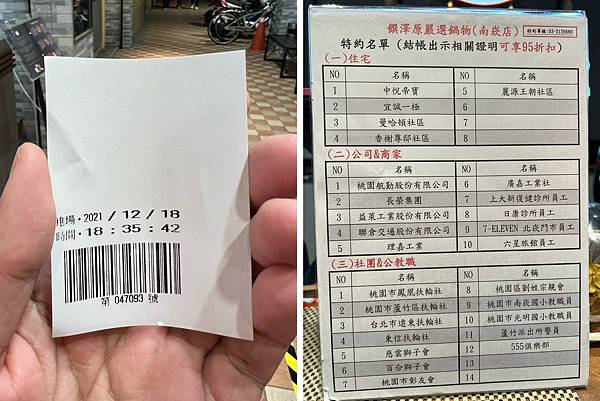 車場·2021/12/18
時間·18:35:42
第 047093 號
饌澤原嚴選鍋物(南崁店)
特約專線:03-2126660
特約名單(結帳出示相關證明可享95折扣)
(一)住宅
NO 名稱 NO 名稱
1 中悅帝寶 5 麗源王朝社區
2 宜誠一極 6
3 曼哈頓社區 7
4 香榭尊邸社區 8
(二)公司&商家
NO 名稱 NO 名稱
1 桃園航勤股份有限公司 6 廣嘉工業社
2 長榮集團 7 上大新復健診所員工
3 益萊工業股份有限公司 8 日康診所員工
4 聯倉交通股份有限公司 9 7-ELEVEN 北崁門市員工
5 理嘉工業 10 六星旅館員工
(三)社團&公教職
NO 名稱 NO 名稱
1 桃園市鳳凰扶輪社 8 桃園區劉姓宗親會
2 桃園市蘆竹區扶輪社 9 桃園市南崁國小教職員
3 台北市遠東扶輪社 10 桃園市光明國小教職員
4 東信扶輪社 11 蘆竹派出所警員
5 慈雲獅子會 12 555俱樂部
6 百合獅子會 13
7 桃園市彰友會 14